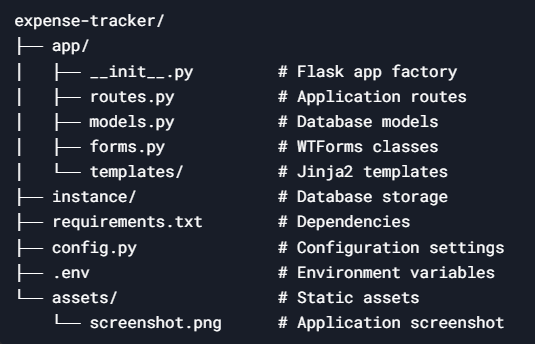 expense-tracker/
├── app/
│   ├── __init__.py         # Flask app factory
│   ├── routes.py           # Application routes
│   ├── models.py           # Database models
│   ├── forms.py            # WTForms classes
│   └── templates/          # Jinja2 templates
├── instance/               # Database storage
├── requirements.txt        # Dependencies
├── config.py               # Configuration settings
├── .env                    # Environment variables
└── assets/                 # Static assets
    └── screenshot.png      # Application screenshot